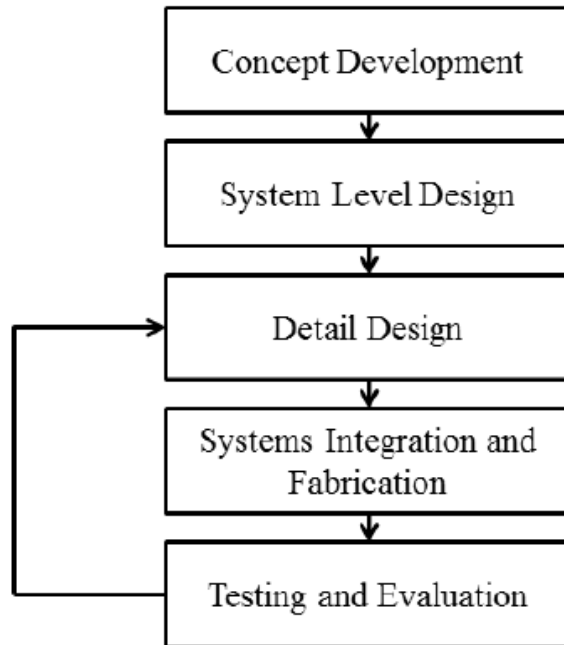 Concept Development
System Level Design
Detail Design
Systems Integration and
Fabrication
Testing and Evaluation